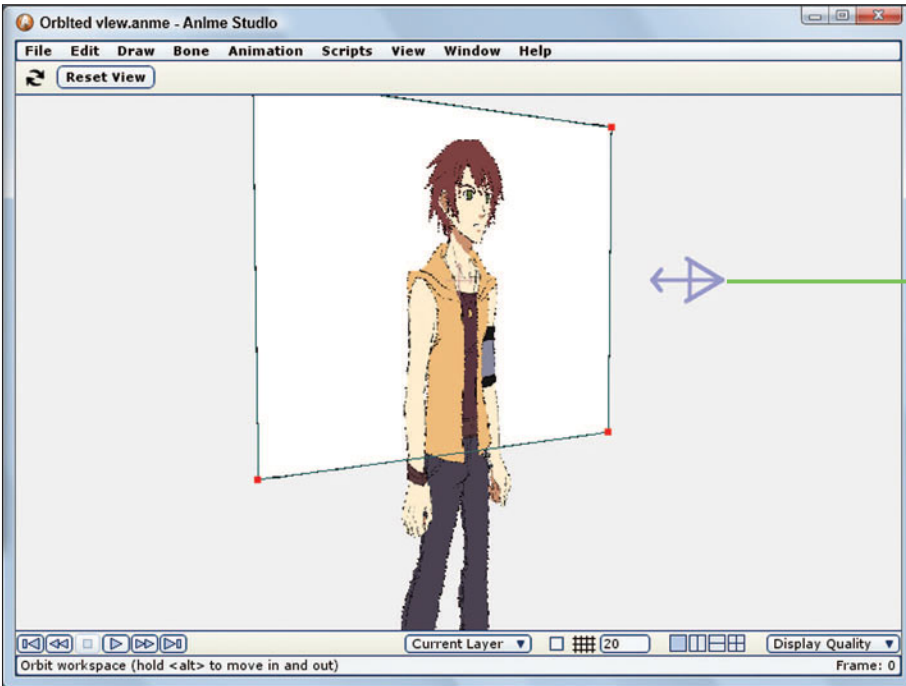 Orbited view.anme - Anime Studio
File Edit Draw Bone Animation Scripts View Window Help
Reset View
Current Layer 20 Display Quality
Orbit workspace (hold <alt> to move in and out) Frame: 0